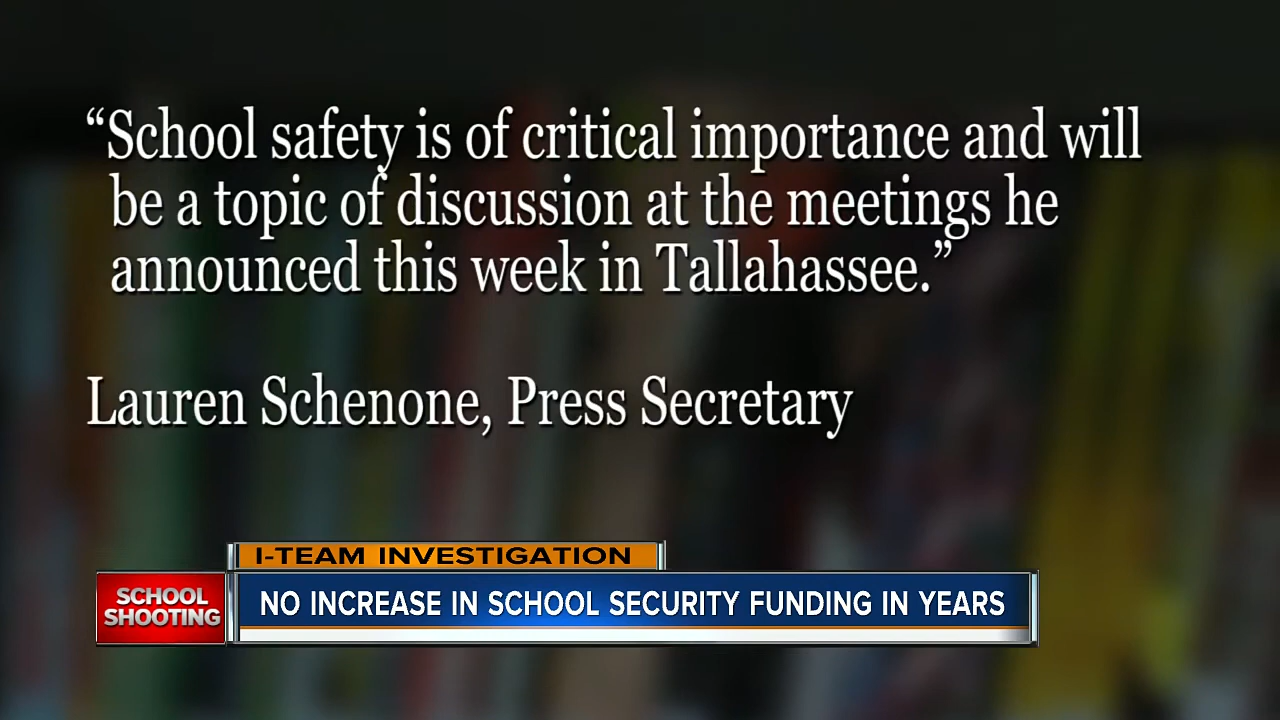 “School safety is of critical importance and will
be a topic of discussion at the meetings he
announced this week in Tallahassee.”
Lauren Schenone, Press Secretary
I-TEAM INVESTIGATION
SCHOOL
SHOOTING
NO INCREASE IN SCHOOL SECURITY FUNDING IN YEARS